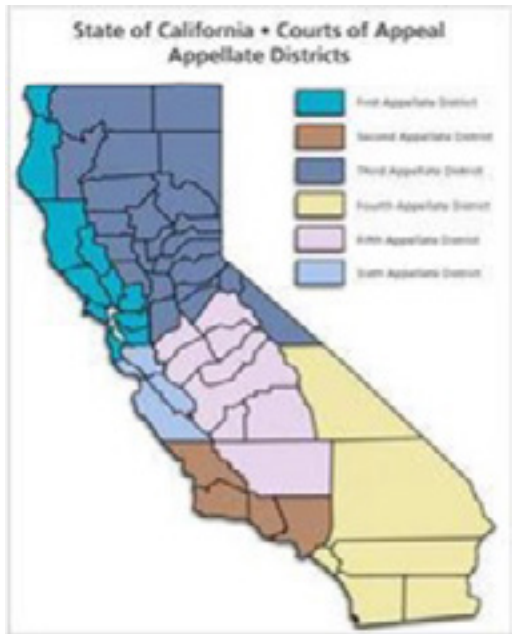 State of California • Courts of Appeal
Appellate Districts
First Appellate District
Second Appellate District
Third Appellate District
Fourth Appellate District
Fifth Appellate District
Sixth Appellate District